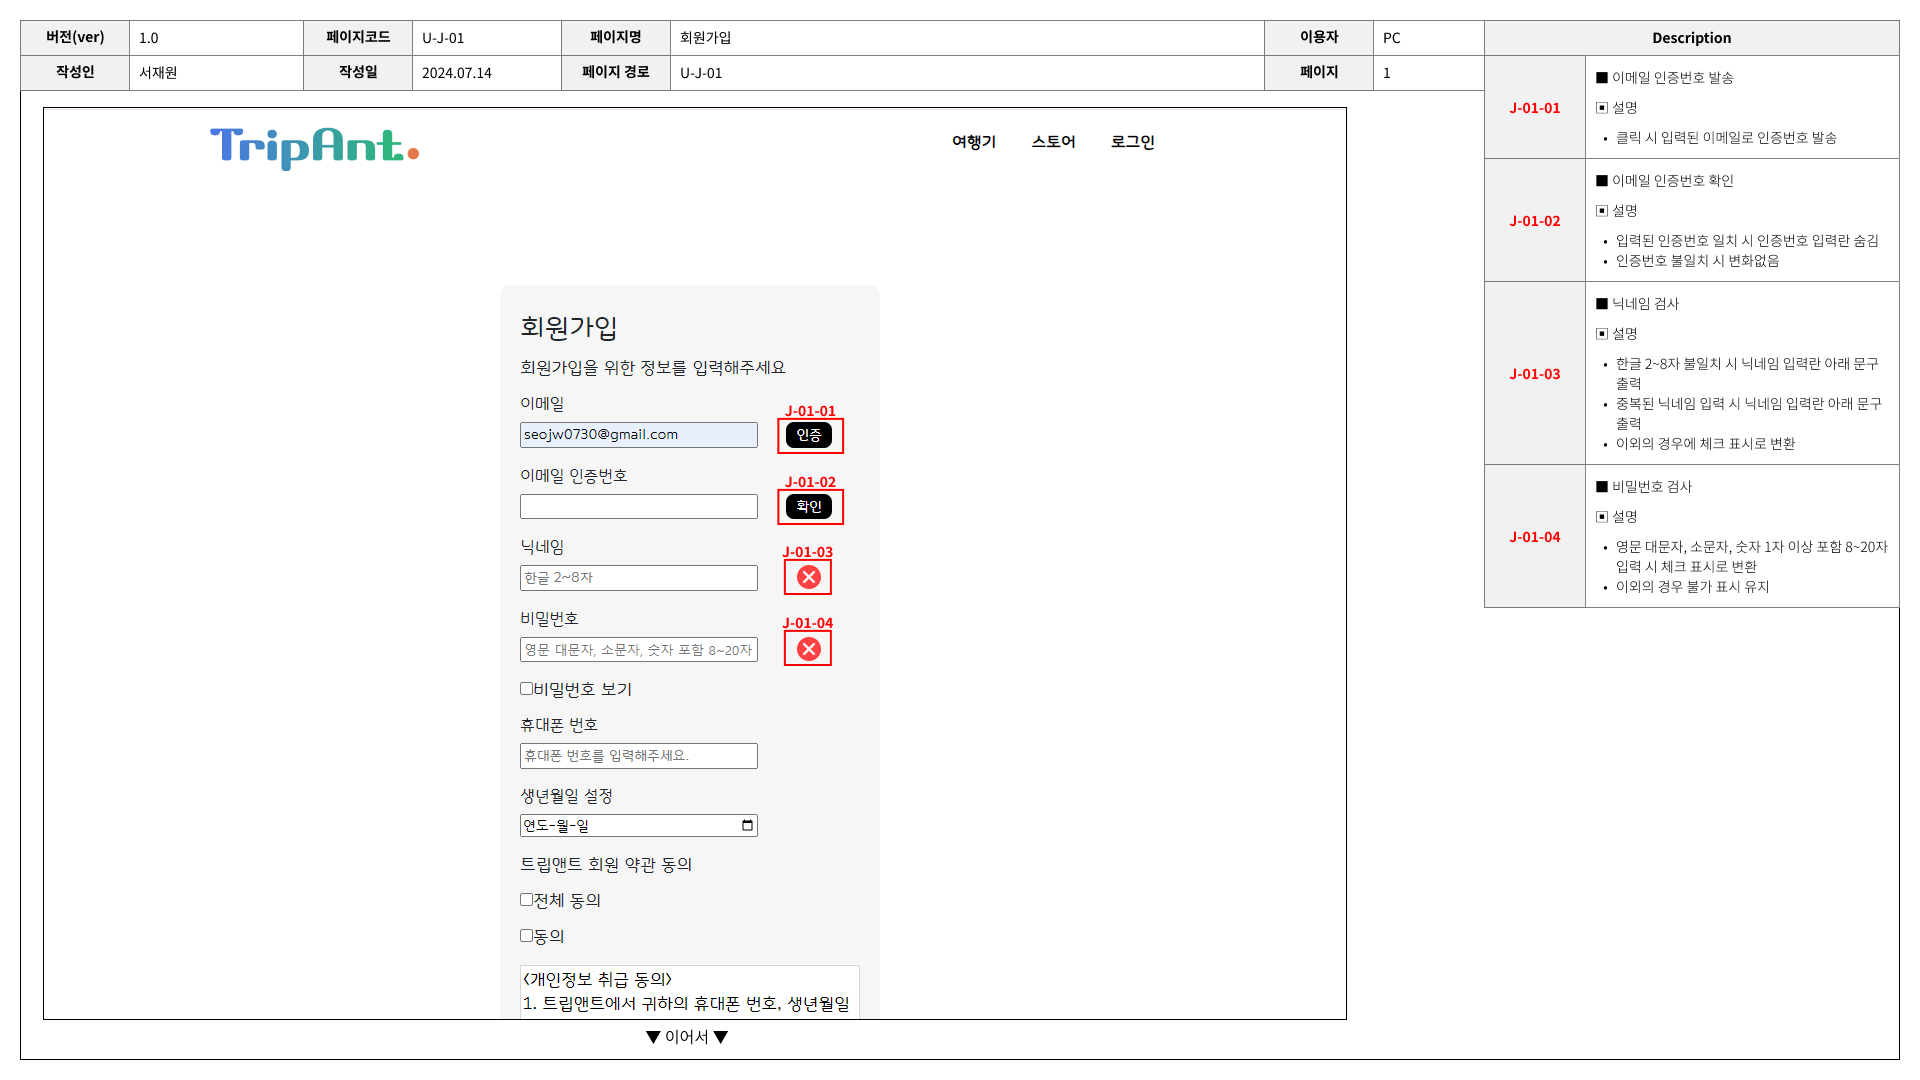 버전(ver) 1.0 페이지코드 U-J-01 페이지명 회원가입 이용자 PC
작성인 서재원 작성일 2024.07.14 페이지 경로 U-J-01 페이지 1
TripAnt.
여행기 스토어 로그인
회원가입
회원가입을 위한 정보를 입력해주세요
이메일
J-01-01
seojw0730@gmail.com 인증
이메일 인증번호
J-01-02
확인
닉네임
J-01-03
한글 2~8자
비밀번호
J-01-04
영문 대문자, 소문자, 숫자 포함 8~20자
비밀번호 보기
휴대폰 번호
휴대폰 번호를 입력해주세요.
생년월일 설정
연도-월-일
트립앤트 회원 약관 동의
전체 동의
동의
<개인정보 취급 동의>
1. 트립앤트에서 귀하의 휴대폰 번호, 생년월일
▼ 이어서 ▼
Description
J-01-01
■ 이메일 인증번호 발송
▣ 설명
• 클릭 시 입력된 이메일로 인증번호 발송
J-01-02
■ 이메일 인증번호 확인
▣ 설명
• 입력된 인증번호 일치 시 인증번호 입력란 숨김
• 인증번호 불일치 시 변화없음
J-01-03
■ 닉네임 검사
▣ 설명
• 한글 2~8자 불일치 시 닉네임 입력란 아래 문구
출력
• 중복된 닉네임 입력 시 닉네임 입력란 아래 문구
출력
• 이외의 경우에 체크 표시로 변환
J-01-04
■ 비밀번호 검사
▣ 설명
• 영문 대문자, 소문자, 숫자 1자 이상 포함 8~20자
입력 시 체크 표시로 변환
• 이외의 경우 불가 표시 유지